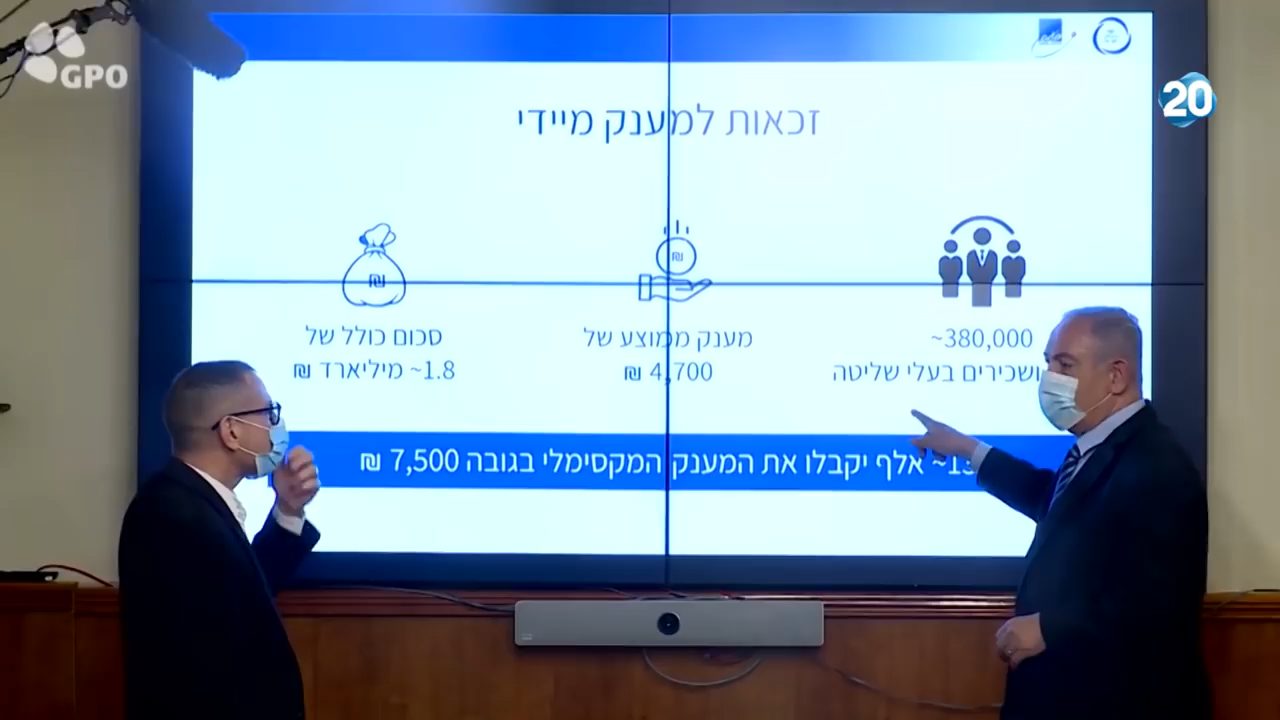 GPO
20
זכאות למענק מיידי
~380,000
ושכירים בעלי שליטה
מענק ממוצע של
4,700 ₪
סכום כולל של
~1.8 מיליארד ₪
אלף יקבלו את המענק המקסימלי בגובה 7,500 ₪